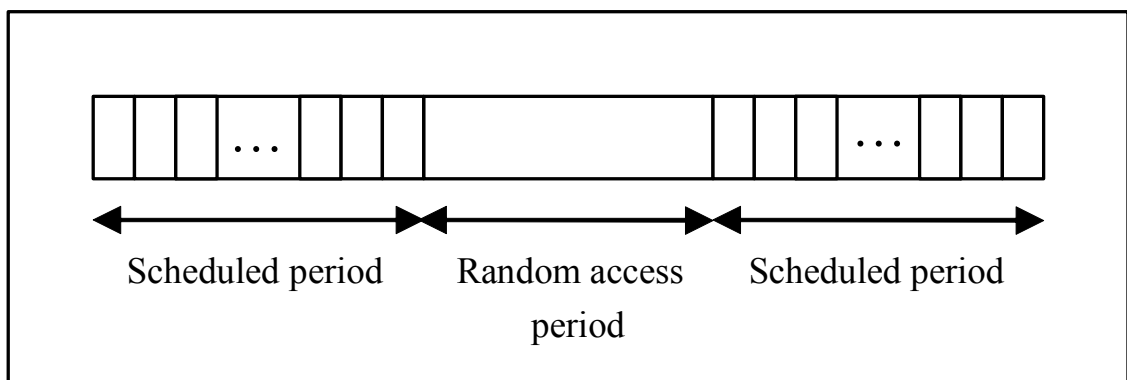 ... ...
Scheduled period Random access Scheduled period
period